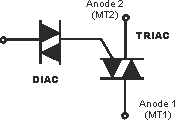 Anode 2
(MT2)
TRIAC
DIAC
Anode 1
(MT1)